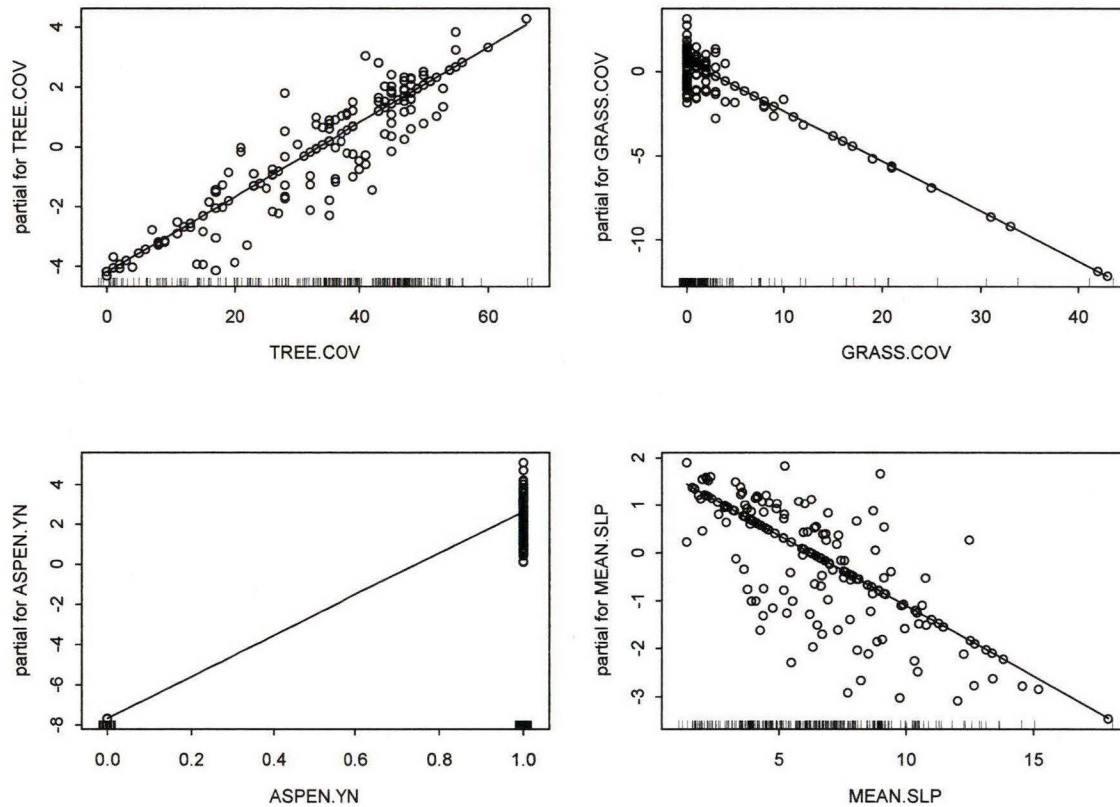 partial for TREE.COV
4
2
0
-2
-4
0 20 40 60
TREE.COV
partial for GRASS.COV
0
-5
-10
0 10 20 30 40
GRASS.COV
partial for ASPEN.YN
4
2
0
-2
-4
-6
-8
0.0 0.2 0.4 0.6 0.8 1.0
ASPEN.YN
partial for MEAN.SLP
2
1
0
-1
-2
-3
5 10 15
MEAN.SLP